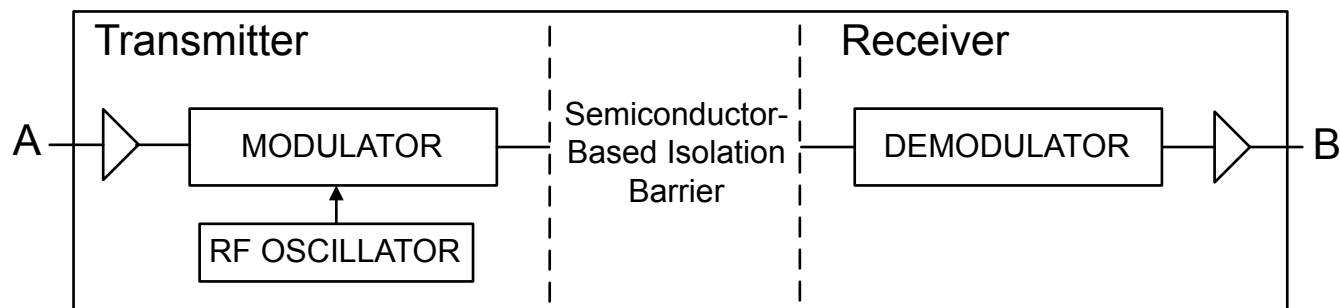 Transmitter
Receiver
A
MODULATOR
RF OSCILLATOR
Semiconductor-
Based Isolation
Barrier
DEMODULATOR
B